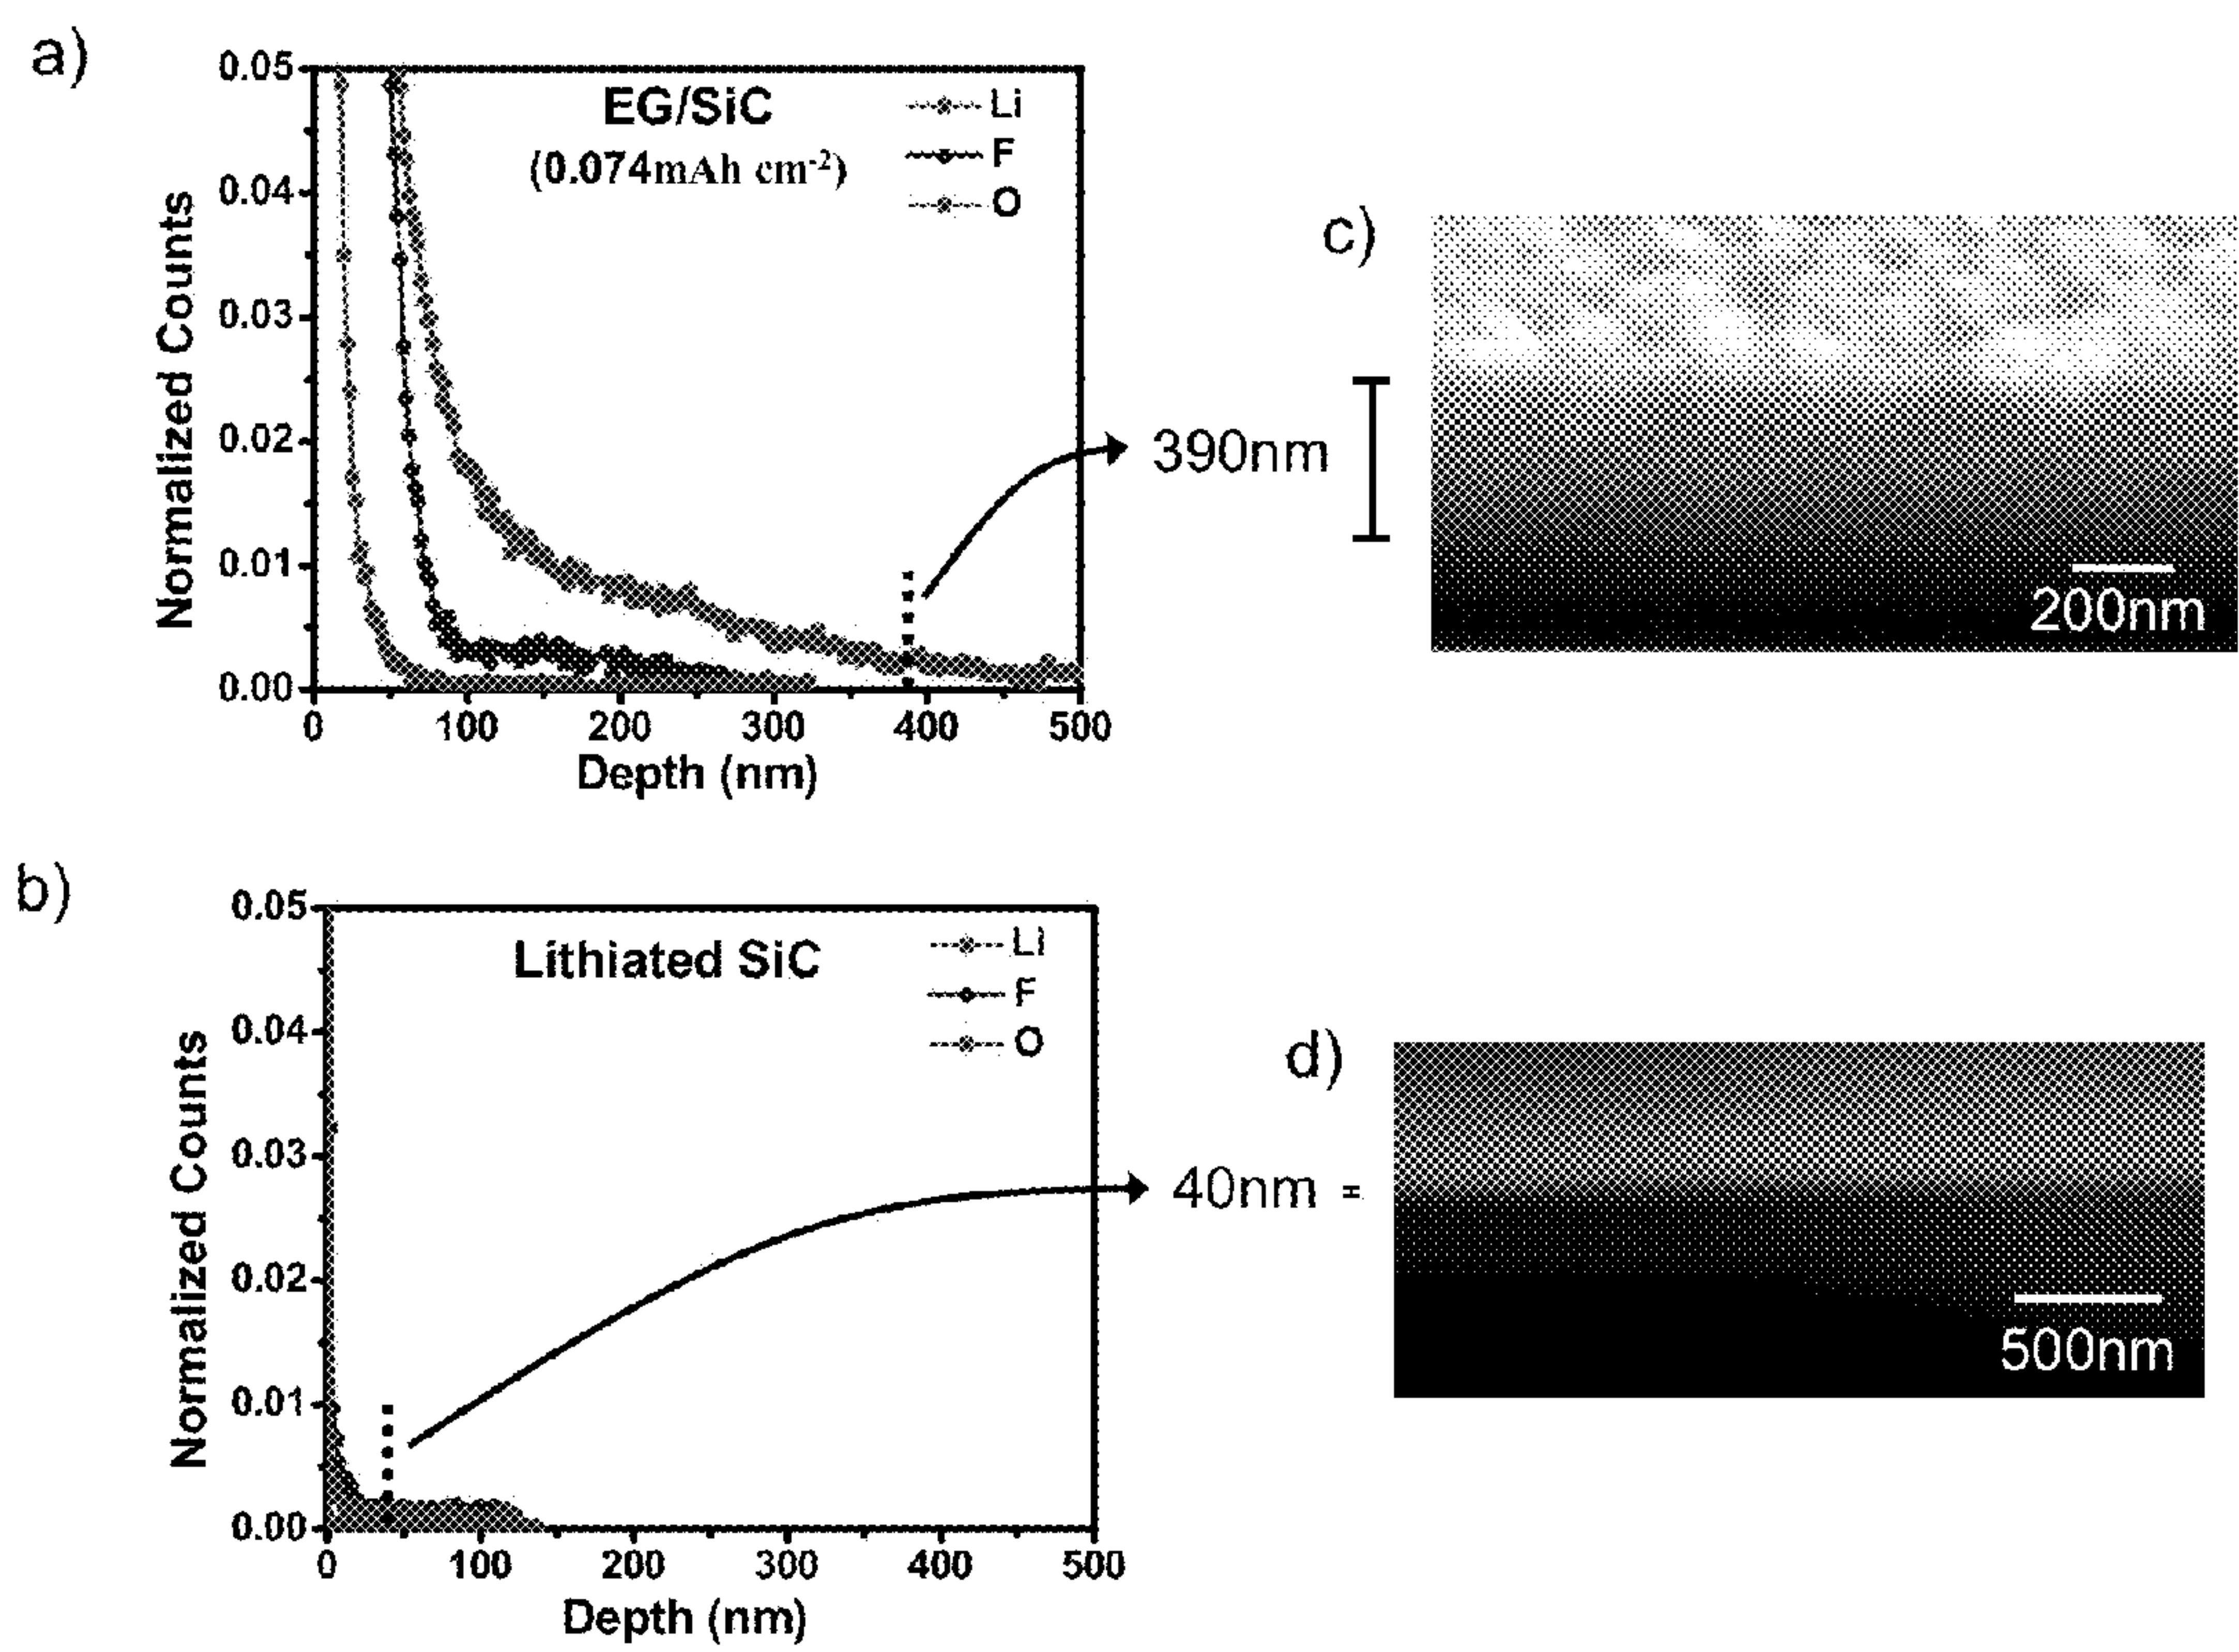 a)
0.05
0.04
0.03
0.02
0.01
0.00
Normalized Counts
EG/SiC
(0.074mAh cm⁻²)
Li
F
O
0 100 200 300 400 500
Depth (nm)
390nm
c)
200nm
b)
0.05
0.04
0.03
0.02
0.01
0.00
Normalized Counts
Lithiated SiC
Li
F
O
0 100 200 300 400 500
Depth (nm)
40nm =
d)
500nm